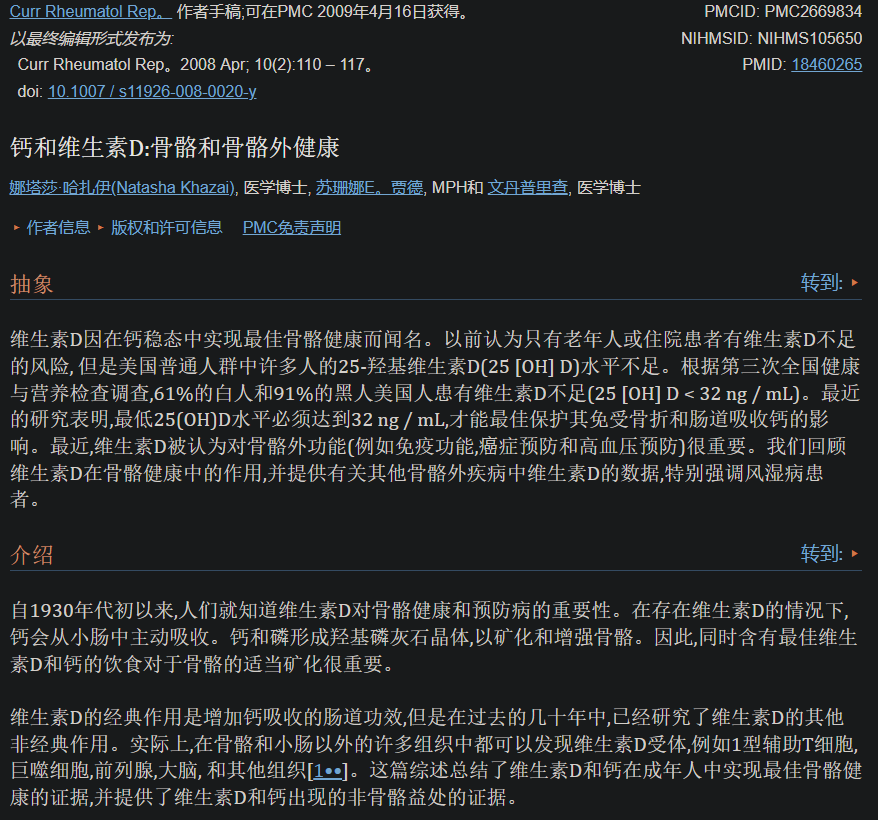 Curr Rheumatol Rep。 作者手稿;可在PMC 2009年4月16日获得。
PMCID: PMC2669834
以最终编辑形式发布为:
NIHMSID: NIHMS105650
Curr Rheumatol Rep。2008 Apr; 10(2):110 – 117。
PMID: 18460265
doi: 10.1007 / s11926-008-0020-y
钙和维生素D:骨骼和骨骼外健康
娜塔莎·哈扎伊(Natasha Khazai), 医学博士, 苏珊娜E。贾德, MPH和 文丹普里查, 医学博士
作者信息 版权和许可信息 PMC免责声明
抽象 转到:
维生素D因在钙稳态中实现最佳骨骼健康而闻名。以前认为只有老年人或住院患者有维生素D不足
的风险, 但是美国普通人群中许多人的25-羟基维生素D(25 [OH] D)水平不足。根据第三次全国健康
与营养检查调查,61%的白人和91%的黑人美国人患有维生素D不足(25 [OH] D < 32 ng / mL)。最近
的研究表明,最低25(OH)D水平必须达到32 ng / mL,才能最佳保护其免受骨折和肠道吸收钙的影
响。最近,维生素D被认为对骨骼外功能(例如免疫功能,癌症预防和高血压预防)很重要。我们回顾
维生素D在骨骼健康中的作用,并提供有关其他骨骼外疾病中维生素D的数据,特别强调风湿病患
者。
介绍 转到:
自1930年代初以来,人们就知道维生素D对骨骼健康和预防病的重要性。在存在维生素D的情况下,
钙会从小肠中主动吸收。钙和磷形成羟基磷灰石晶体,以矿化和增强骨骼。因此,同时含有最佳维生
素D和钙的饮食对于骨骼的适当矿化很重要。
维生素D的经典作用是增加钙吸收的肠道功效,但是在过去的几十年中,已经研究了维生素D的其他
非经典作用。实际上,在骨骼和小肠以外的许多组织中都可以发现维生素D受体,例如1型辅助T细胞,
巨噬细胞,前列腺,大脑, 和其他组织[1••]。这篇综述总结了维生素D和钙在成年人中实现最佳骨骼健
康的证据,并提供了维生素D和钙出现的非骨骼益处的证据。